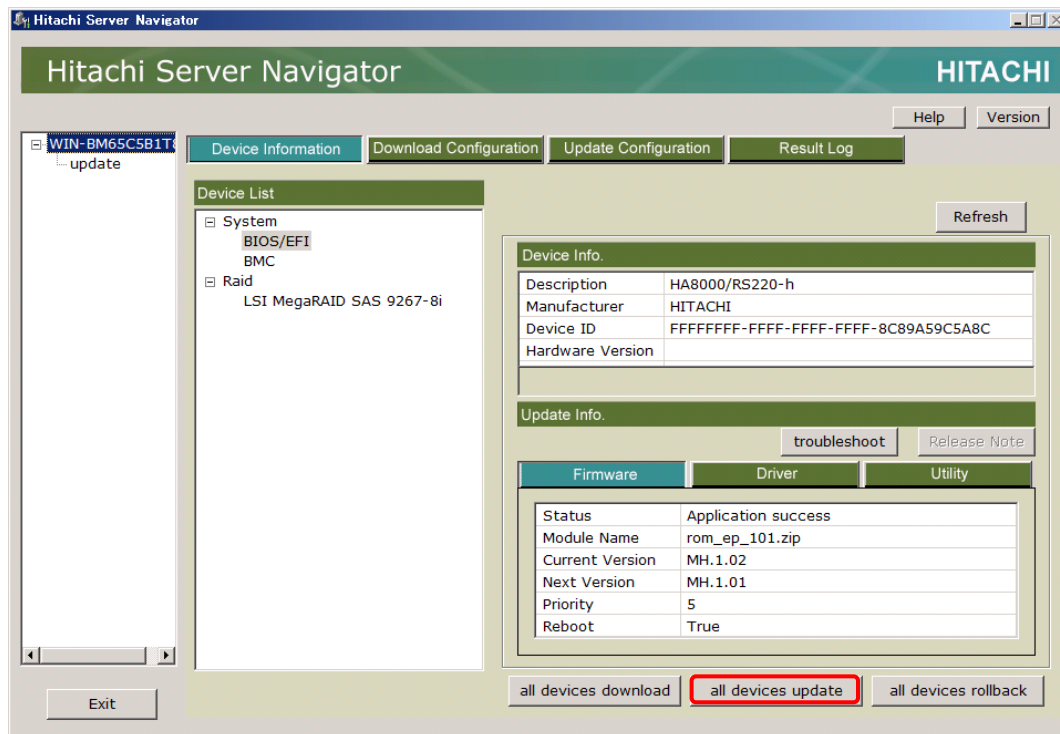 Hitachi Server Navigator
Hitachi Server Navigator
HITACHI
Help
Version
WIN-BM65C5B1T8
update
Device Information
Download Configuration
Update Configuration
Result Log
Device List
System
BIOS/EFI
BMC
Raid
LSI MegaRAID SAS 9267-8i
Refresh
Device Info.
Description HA8000/RS220-h
Manufacturer HITACHI
Device ID FFFFFFFF-FFFF-FFFF-FFFF-8C89A59C5A8C
Hardware Version
Update Info.
troubleshoot
Release Note
Firmware
Driver
Utility
Status Application success
Module Name rom_ep_101.zip
Current Version MH.1.02
Next Version MH.1.01
Priority 5
Reboot True
all devices download
all devices update
all devices rollback
Exit